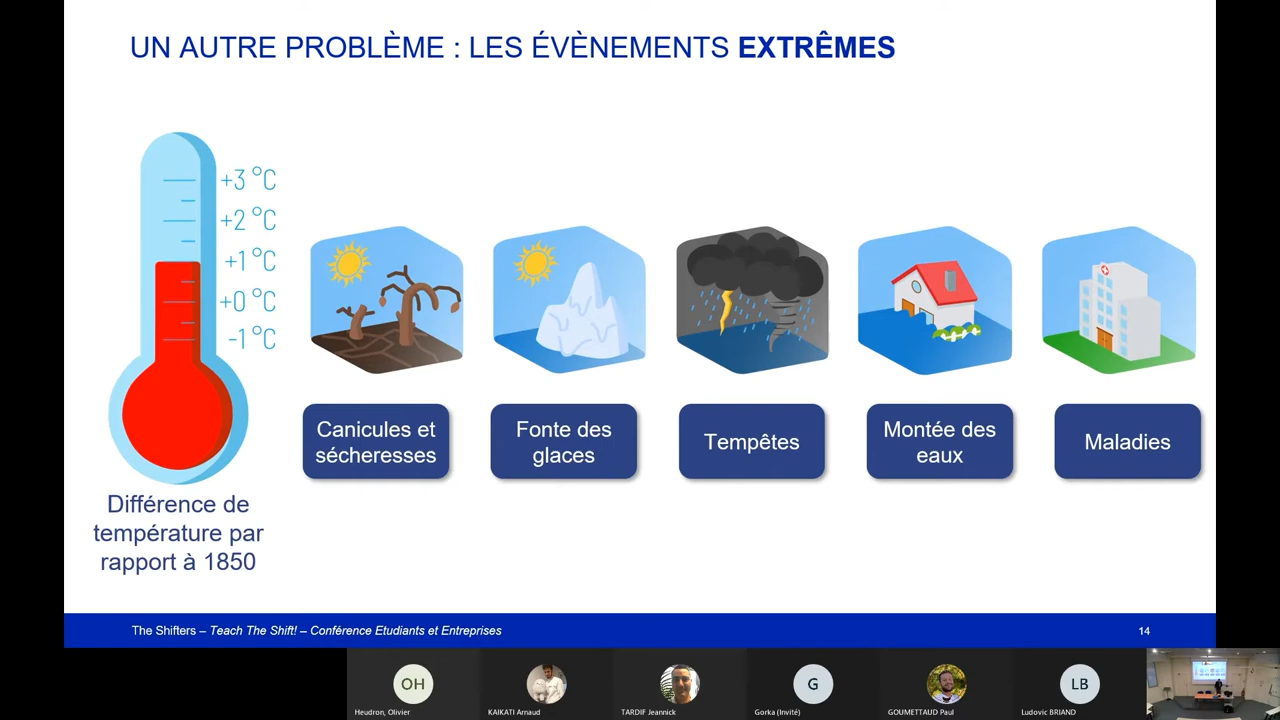 UN AUTRE PROBLÈME : LES ÉVÈNEMENTS EXTRÊMES
+3 °C
+2 °C
+1 °C
+0 °C
-1 °C
Différence de
température par
rapport à 1850
Canicules et
sécheresses
Fonte des
glaces
Tempêtes
Montée des
eaux
Maladies
The Shifters – Teach The Shift! – Conférence Etudiants et Entreprises
14
OH
G
LB
Heudron, Olivier
KAIKATI Arnaud
TARDIF Jeannick
Gorka (Invité)
GOUMETTAUD Paul
Ludovic BRIAND